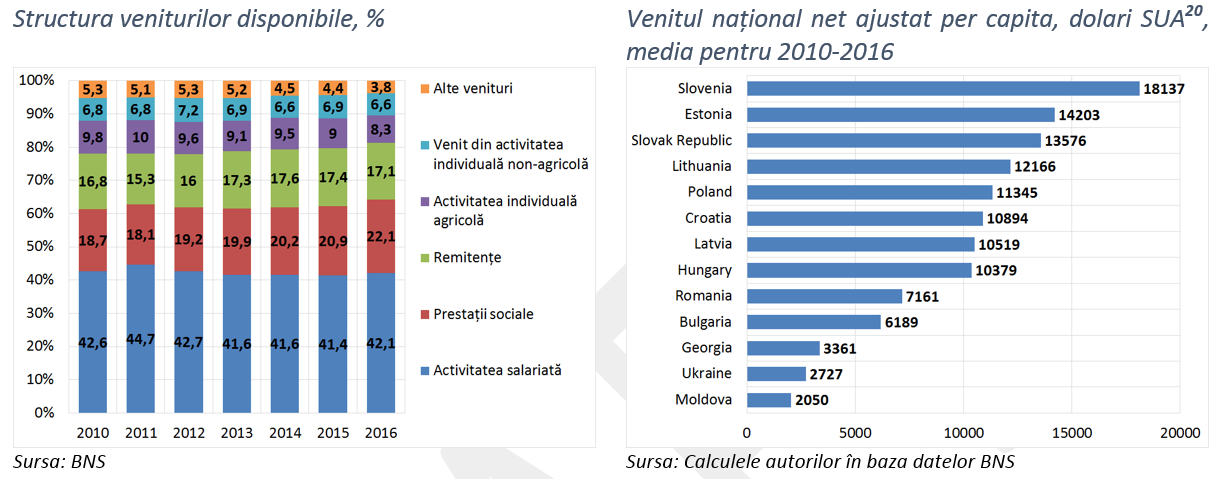 Structura veniturilor disponibile, %
100%
90%
80%
70%
60%
50%
40%
30%
20%
10%
0%
5,3 5,1 5,3 5,2 4,5 4,4 3,8
6,8 6,8 7,2 6,9 6,6 6,9 6,6
9,8 10 9,6 9,1 9,5 9 8,3
16,8 15,3 16 17,3 17,6 17,4 17,1
18,7 18,1 19,2 19,9 20,2 20,9 22,1
42,6 44,7 42,7 41,6 41,6 41,4 42,1
2010 2011 2012 2013 2014 2015 2016
Alte venituri
Venit din activitatea
individuală non-agricolă
Activitatea individuală
agricolă
Remitențe
Prestații sociale
Activitatea salariată
Sursa: BNS
Venitul național net ajustat per capita, dolari SUA²⁰,
media pentru 2010-2016
Slovenia 18137
Estonia 14203
Slovak Republic 13576
Lithuania 12166
Poland 11345
Croatia 10894
Latvia 10519
Hungary 10379
Romania 7161
Bulgaria 6189
Georgia 3361
Ukraine 2727
Moldova 2050
0 5000 10000 15000 20000
Sursa: Calculele autorilor în baza datelor BNS